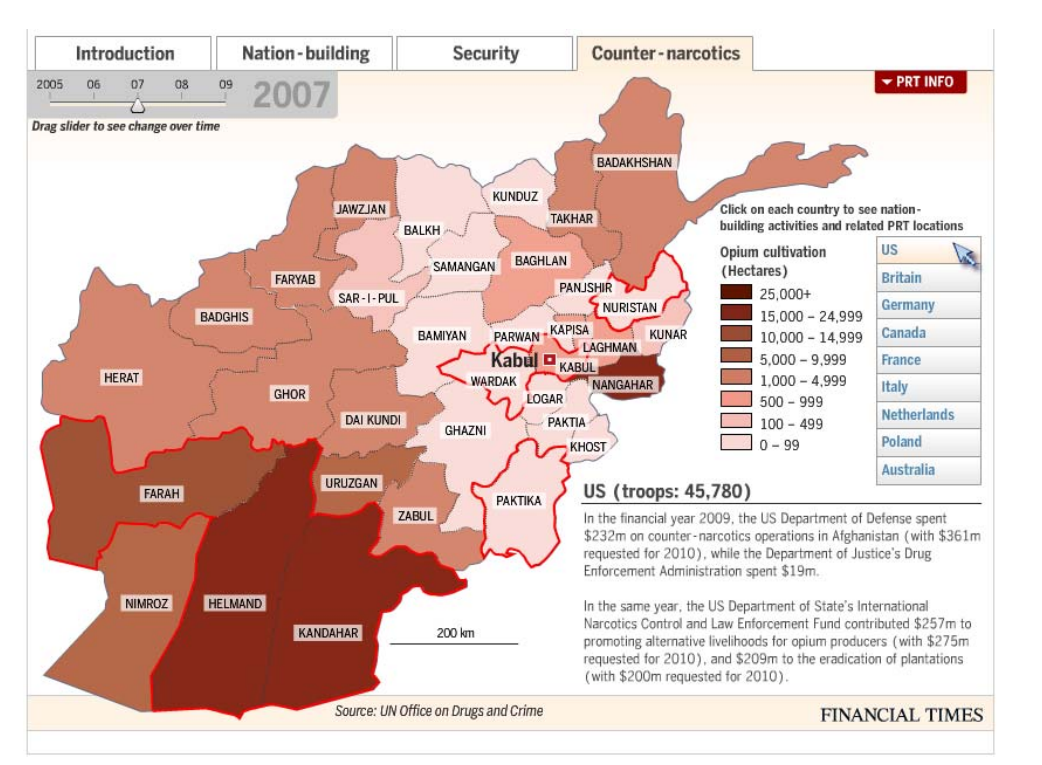 Introduction
Nation-building
Security
Counter-narcotics
2005 06 07 08 09
2007
Drag slider to see change over time
PRT INFO
BADAKHSHAN
KUNDUZ
JAWZJAN
TAKHAR
BALKH
SAMANGAN
BAGHLAN
FARYAB
SAR-I-PUL
PANJSHIR
NURISTAN
BADGHIS
BAMIYAN
PARWAN
KAPISA
KUNAR
LAGHMAN
Kabul
KABUL
HERAT
WARDAK
NANGAHAR
GHOR
LOGAR
DAI KUNDI
GHAZNI
PAKTIA
KHOST
URUZGAN
FARAH
PAKTIKA
ZABUL
NIMROZ
HELMAND
KANDAHAR
200 km
Click on each country to see nation-
building activities and related PRT locations
Opium cultivation
(Hectares)
25,000+
15,000 – 24,999
10,000 – 14,999
5,000 – 9,999
1,000 – 4,999
500 – 999
100 – 499
0 – 99
US
Britain
Germany
Canada
France
Italy
Netherlands
Poland
Australia
US (troops: 45,780)
In the financial year 2009, the US Department of Defense spent
$232m on counter-narcotics operations in Afghanistan (with $361m
requested for 2010), while the Department of Justice's Drug
Enforcement Administration spent $19m.
In the same year, the US Department of State's International
Narcotics Control and Law Enforcement Fund contributed $257m to
promoting alternative livelihoods for opium producers (with $275m
requested for 2010), and $209m to the eradication of plantations
(with $200m requested for 2010).
Source: UN Office on Drugs and Crime
FINANCIAL TIMES